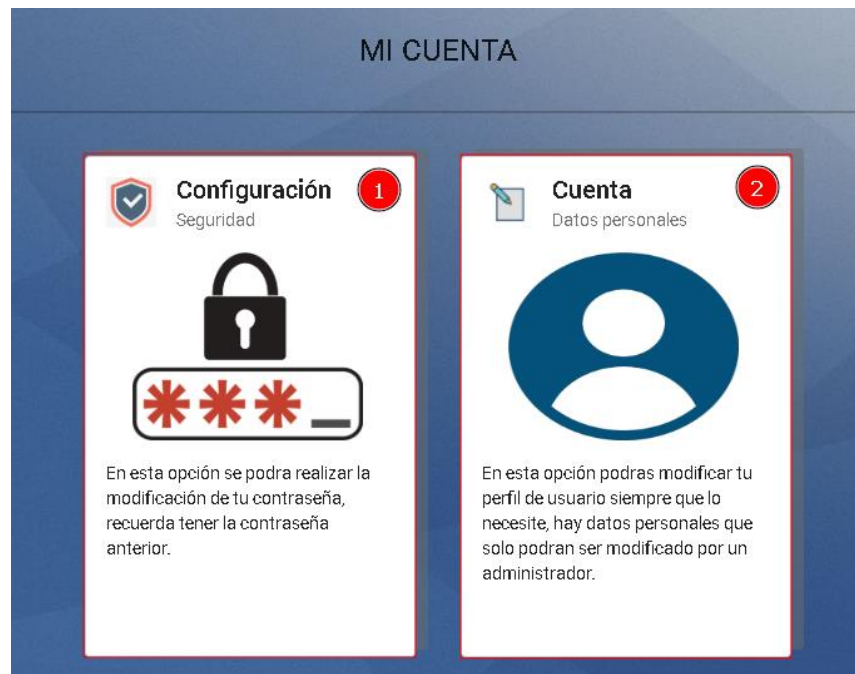 MI CUENTA
Configuración
1
Seguridad
En esta opción se podra realizar la
modificación de tu contraseña,
recuerda tener la contraseña
anterior.
Cuenta
2
Datos personales
En esta opción podras modificar tu
perfil de usuario siempre que lo
necesite, hay datos personales que
solo podran ser modificado por un
administrador.